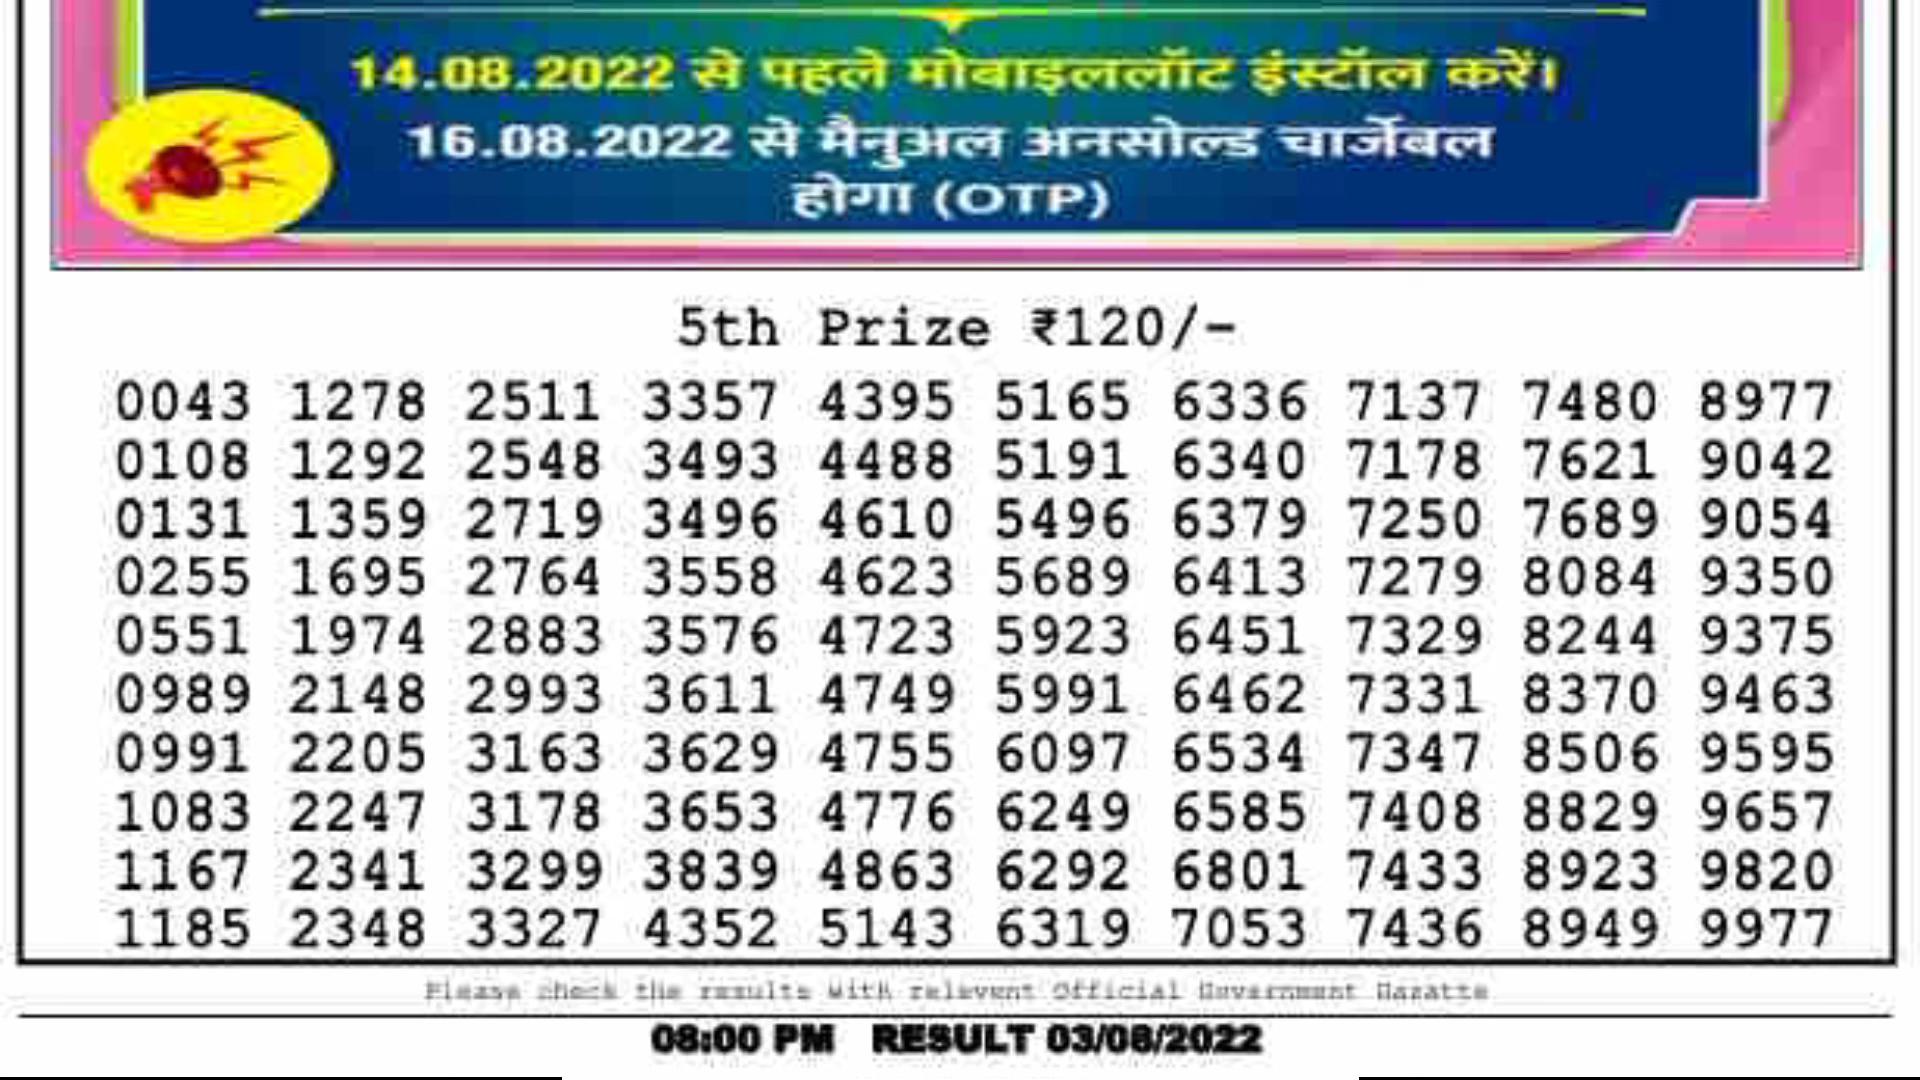 14.08.2022 से पहले मोबाइललॉट इंस्टॉल करें।
16.08.2022 से मैनुअल अनसोल्ड चार्जेबल
होगा (OTP)
5th Prize ₹120/-
0043 1278 2511 3357 4395 5165 6336 7137 7480 8977
0108 1292 2548 3493 4488 5191 6340 7178 7621 9042
0131 1359 2719 3496 4610 5496 6379 7250 7689 9054
0255 1695 2764 3558 4623 5689 6413 7279 8084 9350
0551 1974 2883 3576 4723 5923 6451 7329 8244 9375
0989 2148 2993 3611 4749 5991 6462 7331 8370 9463
0991 2205 3163 3629 4755 6097 6534 7347 8506 9595
1083 2247 3178 3653 4776 6249 6585 7408 8829 9657
1167 2341 3299 3839 4863 6292 6801 7433 8923 9820
1185 2348 3327 4352 5143 6319 7053 7436 8949 9977
Please check the results with relevent Official Government Gazatte
08:00 PM RESULT 03/08/2022